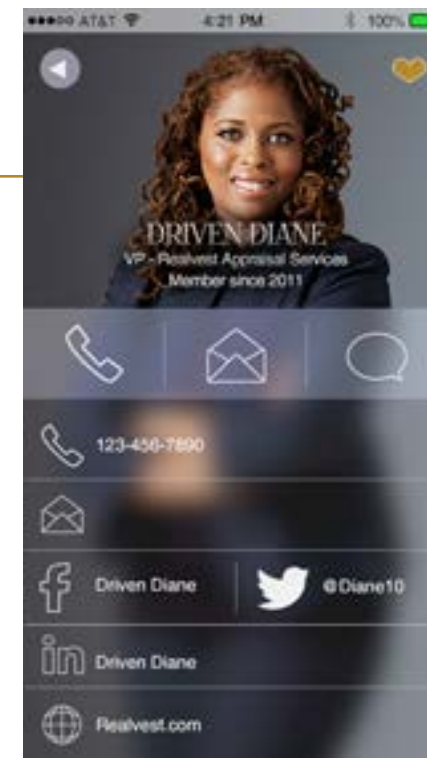 AT&T 4:21 PM 100%
DRIVEN DIANE
VP - Realvest Appraisal Services
Member since 2011
123-456-7890
Driven Diane @Diane10
in Driven Diane
Realvest.com